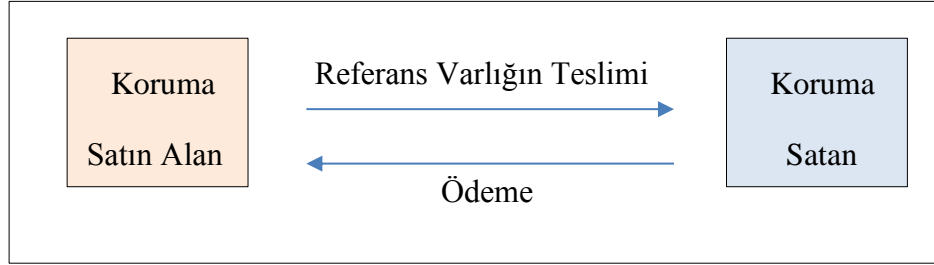 Koruma
Satın Alan
Referans Varlığın Teslimi
Ödeme
Koruma
Satan